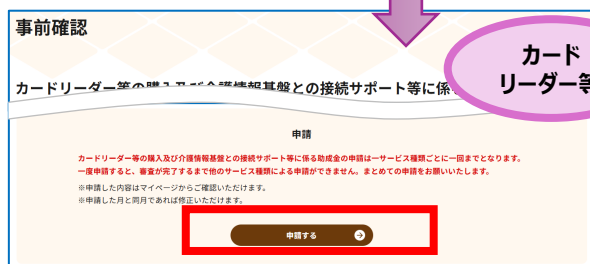 事前確認
カード
リーダー等
カードリーダー等の購入及び介護情報基盤との接続サポート等に係る
申請
カードリーダー等の購入及び介護情報基盤との接続サポート等に係る助成金の申請は一サービス種類ごとに一回までとなります。
一度申請すると、審査が完了するまで他のサービス種類による申請ができません。まとめての申請をお願いいたします。
※申請した内容はマイページからご確認いただけます。
※申請した月と同月であれば修正いただけます。
申請する